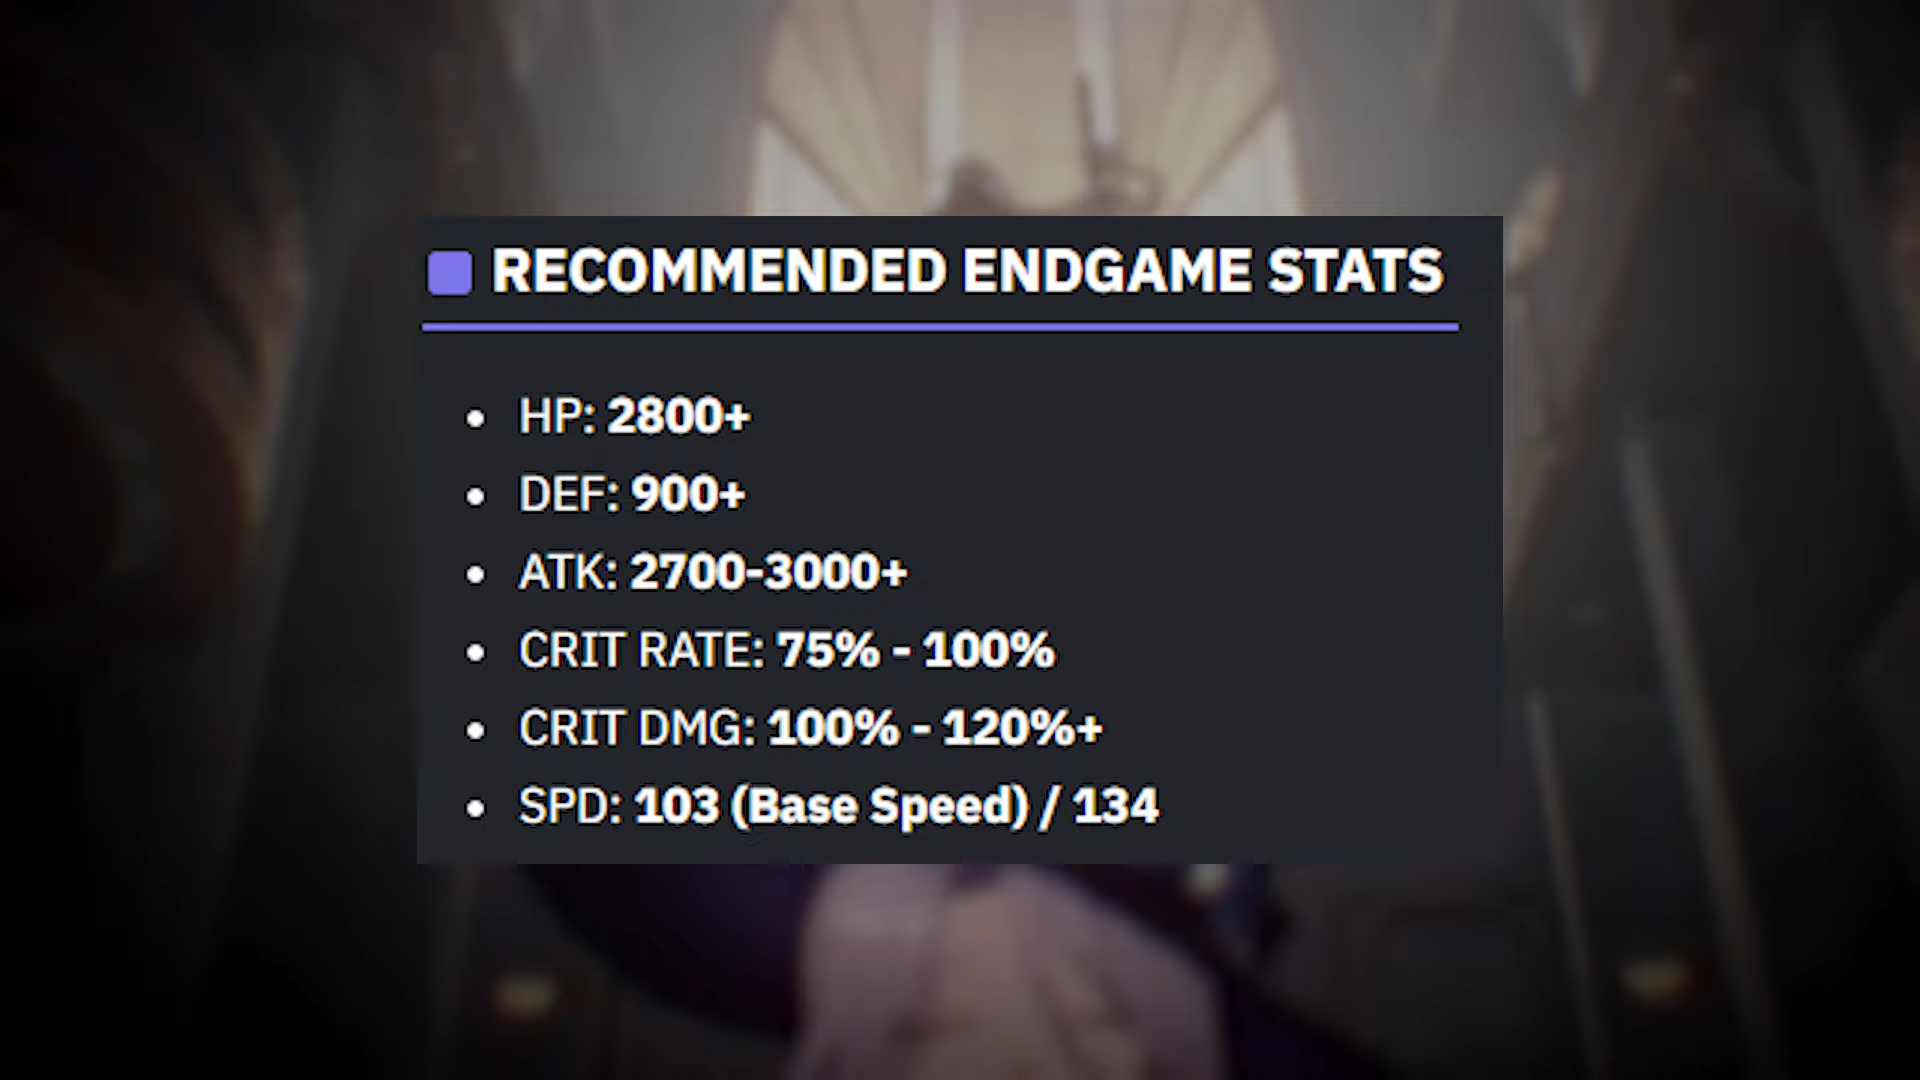 RECOMMENDED ENDGAME STATS
• HP: 2800+
• DEF: 900+
• ATK: 2700-3000+
• CRIT RATE: 75% - 100%
• CRIT DMG: 100% - 120%+
• SPD: 103 (Base Speed) / 134